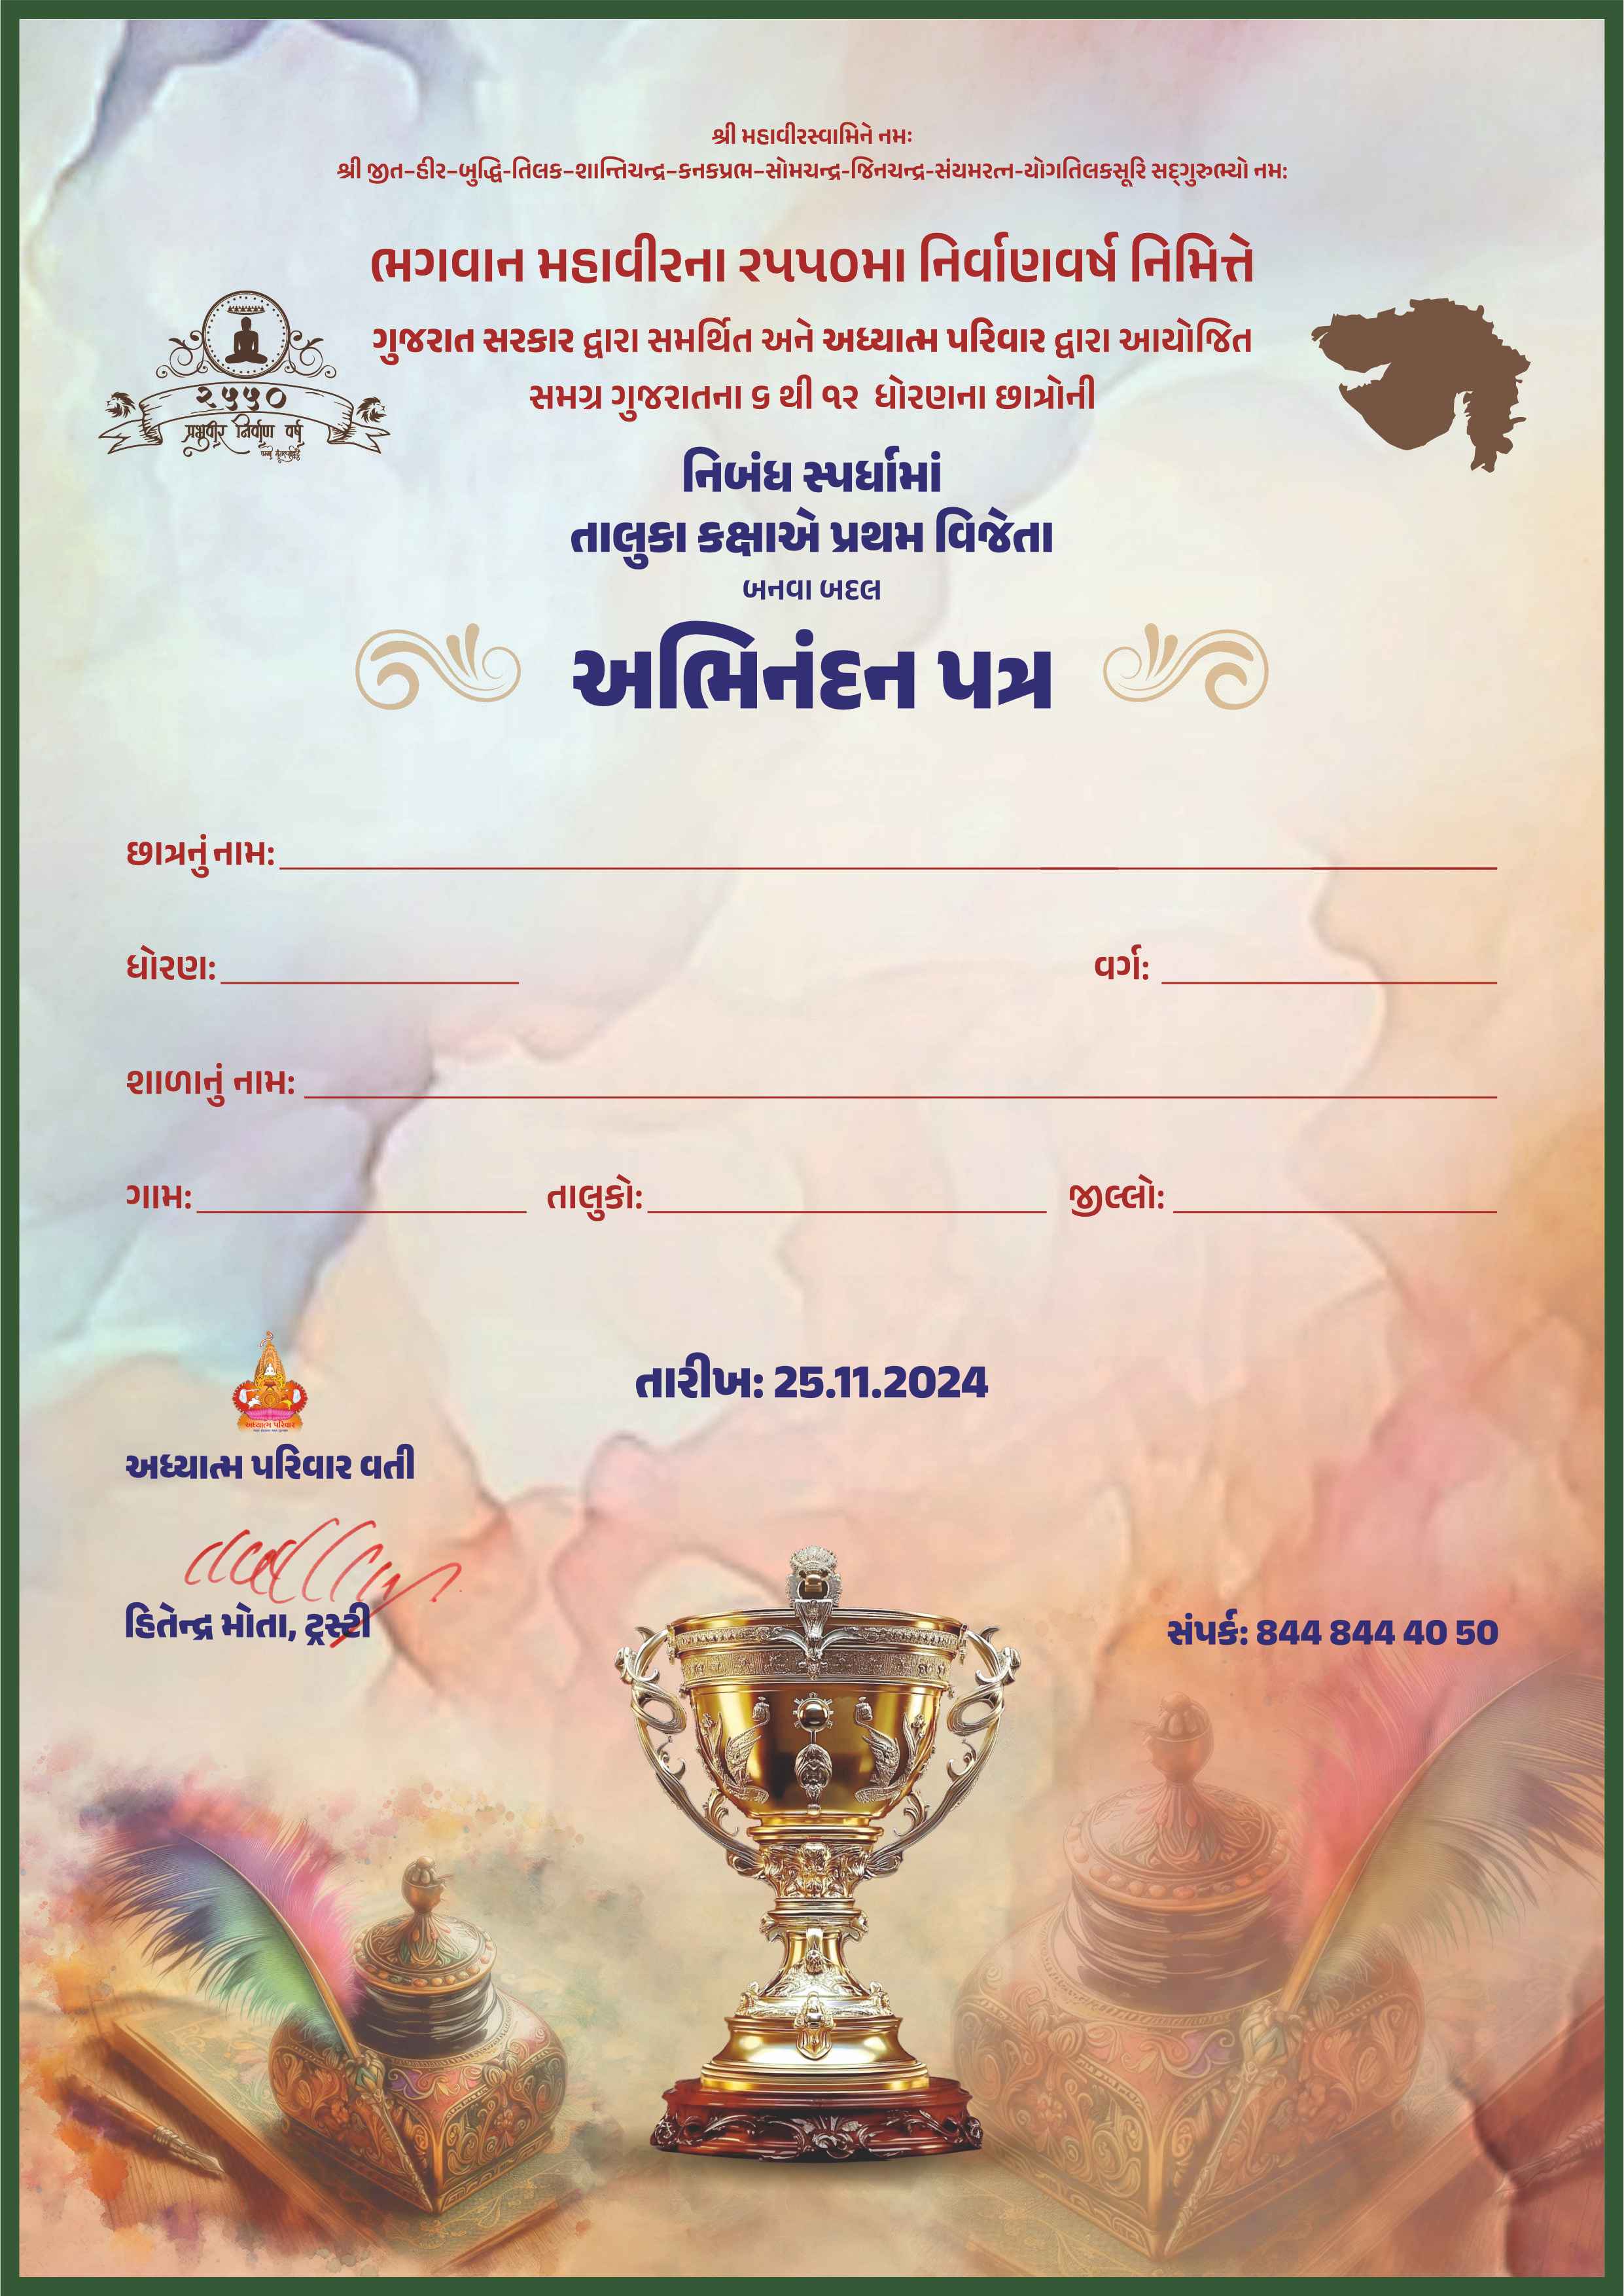 શ્રી મહાવીરસ્વામિને નમઃ
શ્રી જીત-હીર-બુદ્ધિ-તિલક-શાન્તિચન્દ્ર-કનકપ્રભ-સોમચન્દ્ર-જિનચન્દ્ર-સંયમરત્ન-યોગતિલકસૂરિ સદ્‌ગુરુભ્યો નમઃ
ભગવાન મહાવીરના ૨૫૫૦મા નિર્વાણવર્ષ નિમિત્તે
ગુજરાત સરકાર દ્વારા સમર્થિત અને અધ્યાત્મ પરિવાર દ્વારા આયોજિત
સમગ્ર ગુજરાતના ૬ થી ૧૨ ધોરણના છાત્રોની
૨૫૫૦
प्रभुवीर निर्वाण वर्ष
નિબંધ સ્પર્ધામાં
તાલુકા કક્ષાએ પ્રથમ વિજેતા
બનવા બદલ
અભિનંદન પત્ર
છાત્રનું નામ:
ધોરણ: વર્ગ:
શાળાનું નામ:
ગામ: તાલુકો: જીલ્લો:
તારીખ: 25.11.2024
અધ્યાત્મ પરિવાર
અધ્યાત્મ પરિવાર વતી
હિતેન્દ્ર મોતા, ટ્રસ્ટી
સંપર્ક: 844 844 40 50